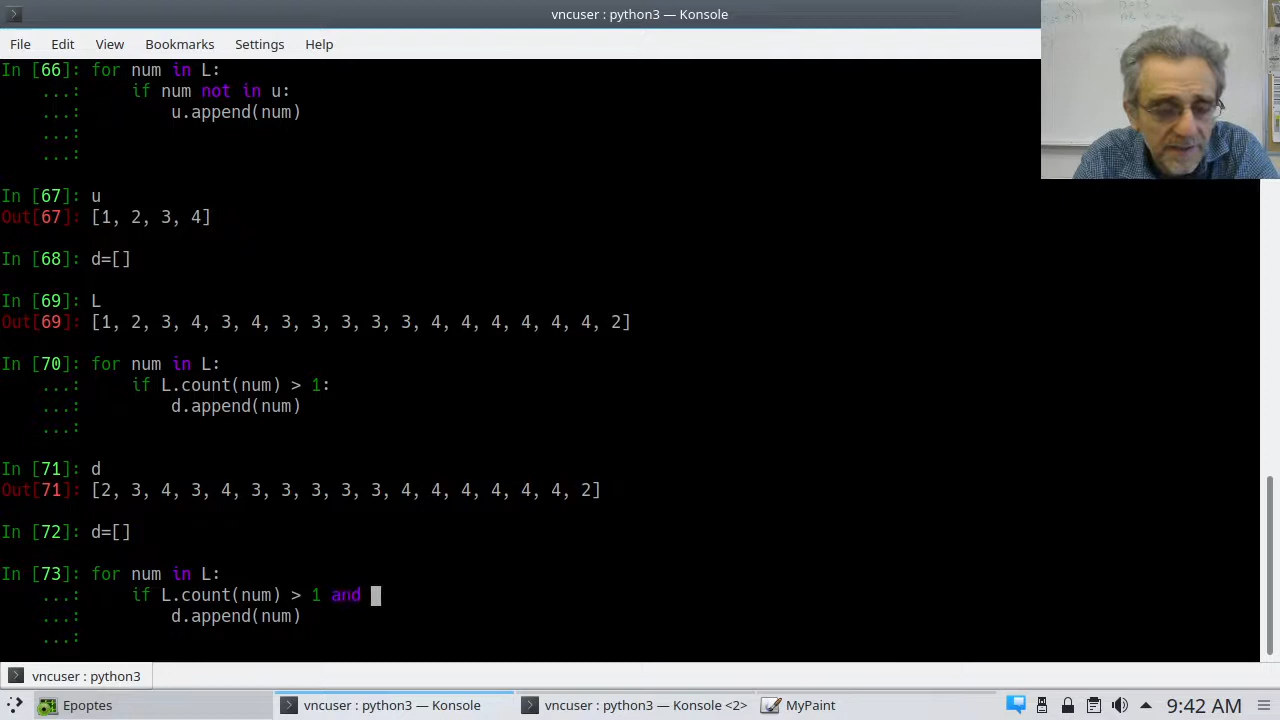 vncuser : python3 — Konsole
File Edit View Bookmarks Settings Help
In [66]: for num in L:
...: if num not in u:
...: u.append(num)
...:
...:
In [67]: u
Out[67]: [1, 2, 3, 4]
In [68]: d=[]
In [69]: L
Out[69]: [1, 2, 3, 4, 3, 4, 3, 3, 3, 3, 3, 4, 4, 4, 4, 4, 4, 2]
In [70]: for num in L:
...: if L.count(num) > 1:
...: d.append(num)
...:
In [71]: d
Out[71]: [2, 3, 4, 3, 4, 3, 3, 3, 3, 3, 4, 4, 4, 4, 4, 4, 2]
In [72]: d=[]
In [73]: for num in L:
...: if L.count(num) > 1 and
...: d.append(num)
...:
vncuser : python3
Epoptes vncuser : python3 — Konsole vncuser : python3 — Konsole <2> MyPaint 9:42 AM